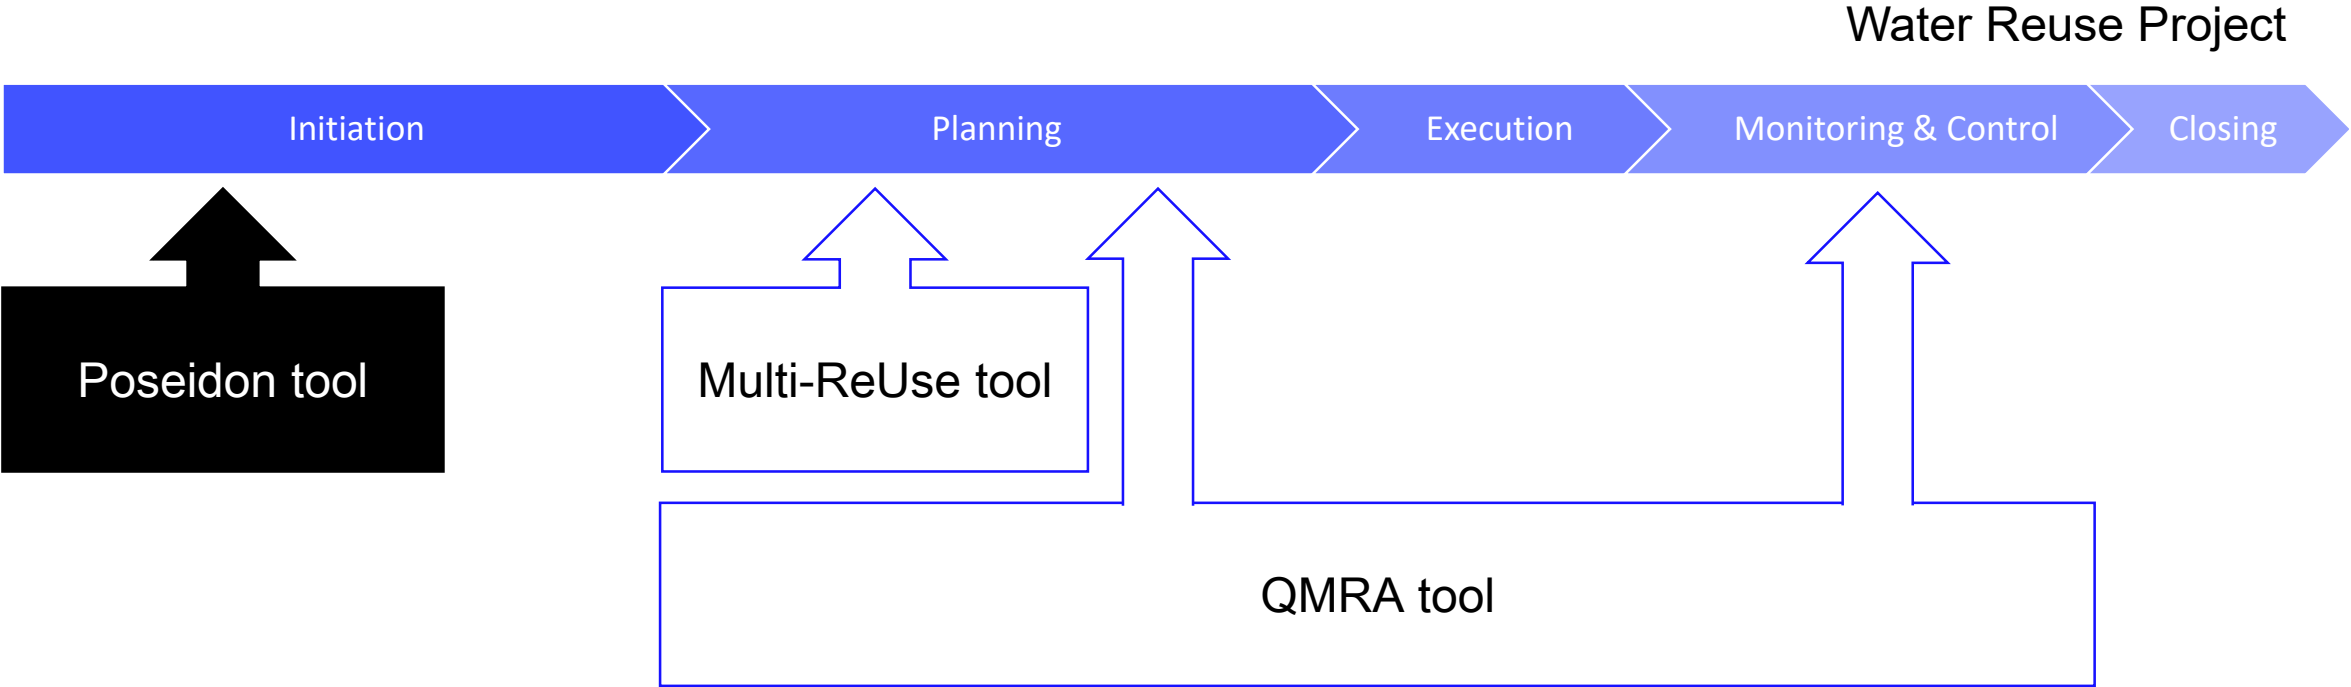 Water Reuse Project
Initiation
Planning
Execution
Monitoring & Control
Closing
Poseidon tool
Multi-ReUse tool
QMRA tool